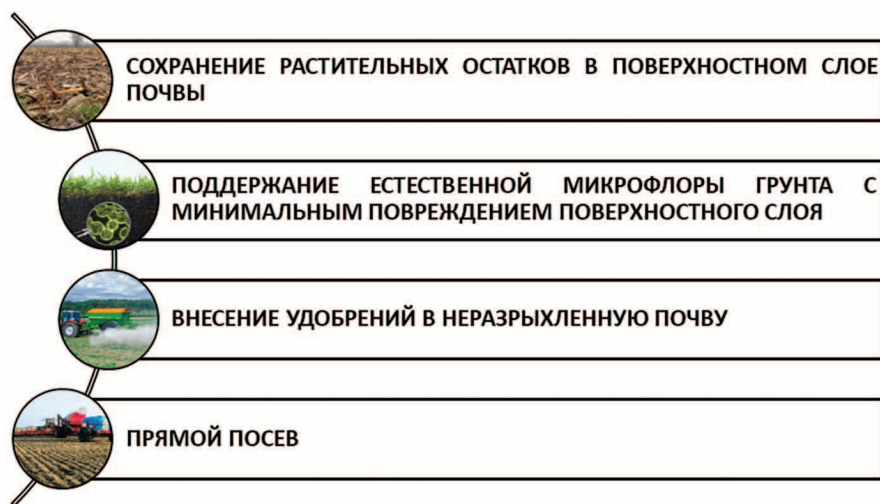 СОХРАНЕНИЕ РАСТИТЕЛЬНЫХ ОСТАТКОВ В ПОВЕРХНОСТНОМ СЛОЕ
ПОЧВЫ
ПОДДЕРЖАНИЕ ЕСТЕСТВЕННОЙ МИКРОФЛОРЫ ГРУНТА С
МИНИМАЛЬНЫМ ПОВРЕЖДЕНИЕМ ПОВЕРХНОСТНОГО СЛОЯ
ВНЕСЕНИЕ УДОБРЕНИЙ В НЕРАЗРЫХЛЕННУЮ ПОЧВУ
ПРЯМОЙ ПОСЕВ